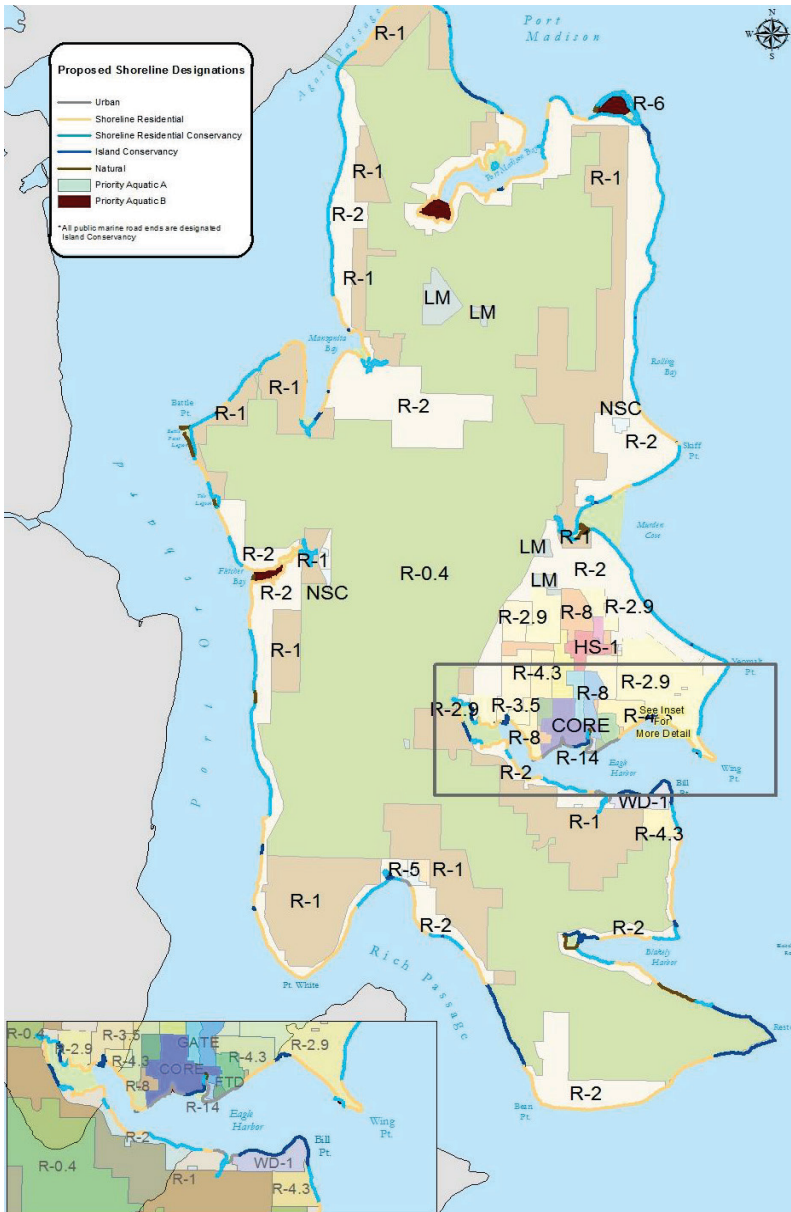 Port
Madison
N
W
E
S
Agate Passage
R-1
R-6
Proposed Shoreline Designations
Urban
Shoreline Residential
Shoreline Residential Conservancy
Island Conservancy
Natural
Priority Aquatic A
Priority Aquatic B
*All public marine road ends are designated
Island Conservancy
Port Madison Bay
R-1
R-1
R-2
R-1
LM
LM
Manzanita
Bay
Rolling
Bay
R-1
R-1
R-2
NSC
R-2
Battle
Pt.
Skiff
Pt.
Murden
Cove
R-1
LM
R-2
R-1
R-2
R-0.4
Fletcher
Bay
LM
R-2
NSC
R-2.9
R-8
R-2.9
R-1
HS-1
R-4.3
R-8
R-2.9
R-2.9
R-3.5
See Inset
For
More Detail
CORE
R-8
R-14
Eagle
Harbor
R-2
Wing
Pt.
Bill
WD-1
R-1
R-4.3
Port Orchard
R-5
R-1
R-1
R-2
R-2
Blakely
Harbor
Rich Passage
Pt. White
R-2
Bean
Pt.
R-0.4
R-3.5
GATE
R-2.9
R-2.9
R-4.3
R-4.3
CORE
FTD
R-8
R-14
Eagle
Harbor
Wing
Pt.
R-2
Bill
Pt.
R-0.4
WD-1
R-1
R-4.3